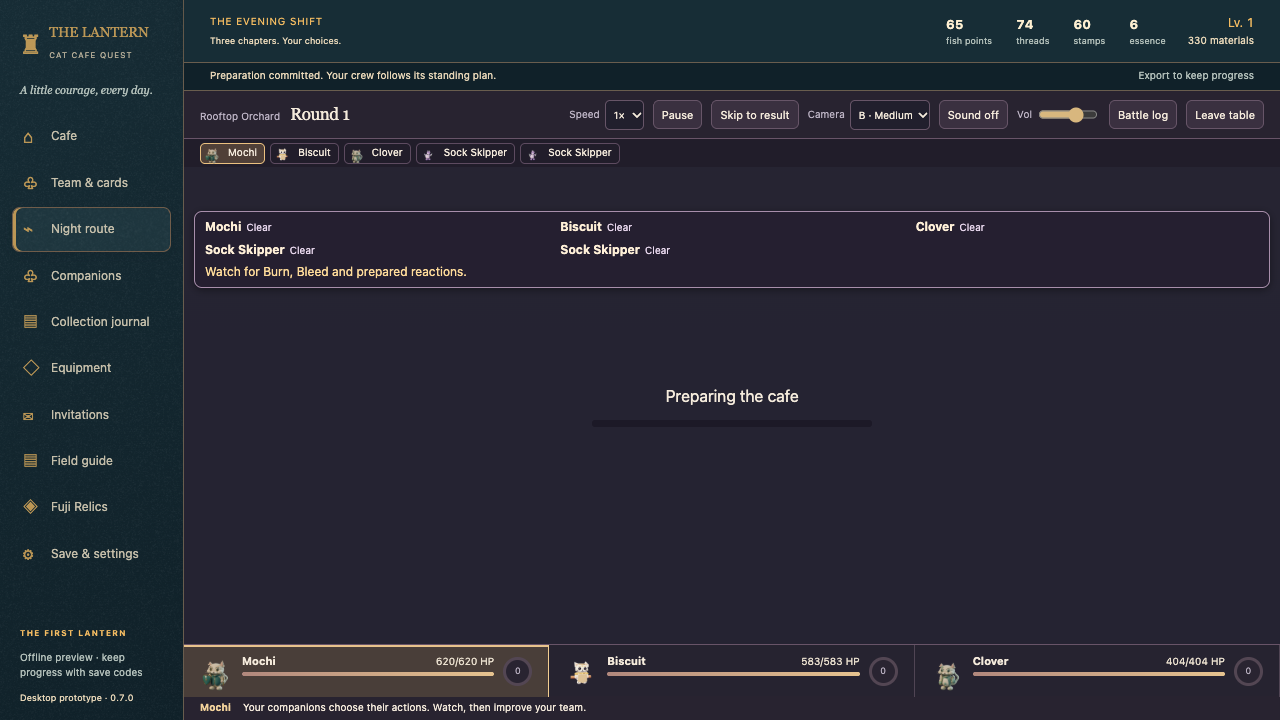 THE LANTERN
CAT CAFE QUEST
A little courage, every day.
Cafe
Team & cards
Night route
Companions
Collection journal
Equipment
Invitations
Field guide
Fuji Relics
Save & settings
THE FIRST LANTERN
Offline preview · keep
progress with save codes
Desktop prototype · 0.7.0
THE EVENING SHIFT
Three chapters. Your choices.
65 74 60 6 Lv. 1
fish points threads stamps essence 330 materials
Preparation committed. Your crew follows its standing plan. Export to keep progress
Rooftop Orchard Round 1 Speed 1× Pause Skip to result Camera B · Medium Sound off Vol Battle log Leave table
Mochi Biscuit Clover Sock Skipper Sock Skipper
Mochi Clear Biscuit Clear Clover Clear
Sock Skipper Clear Sock Skipper Clear
Watch for Burn, Bleed and prepared reactions.
Preparing the cafe
Mochi 620/620 HP 0 Biscuit 583/583 HP 0 Clover 404/404 HP 0
Mochi Your companions choose their actions. Watch, then improve your team.